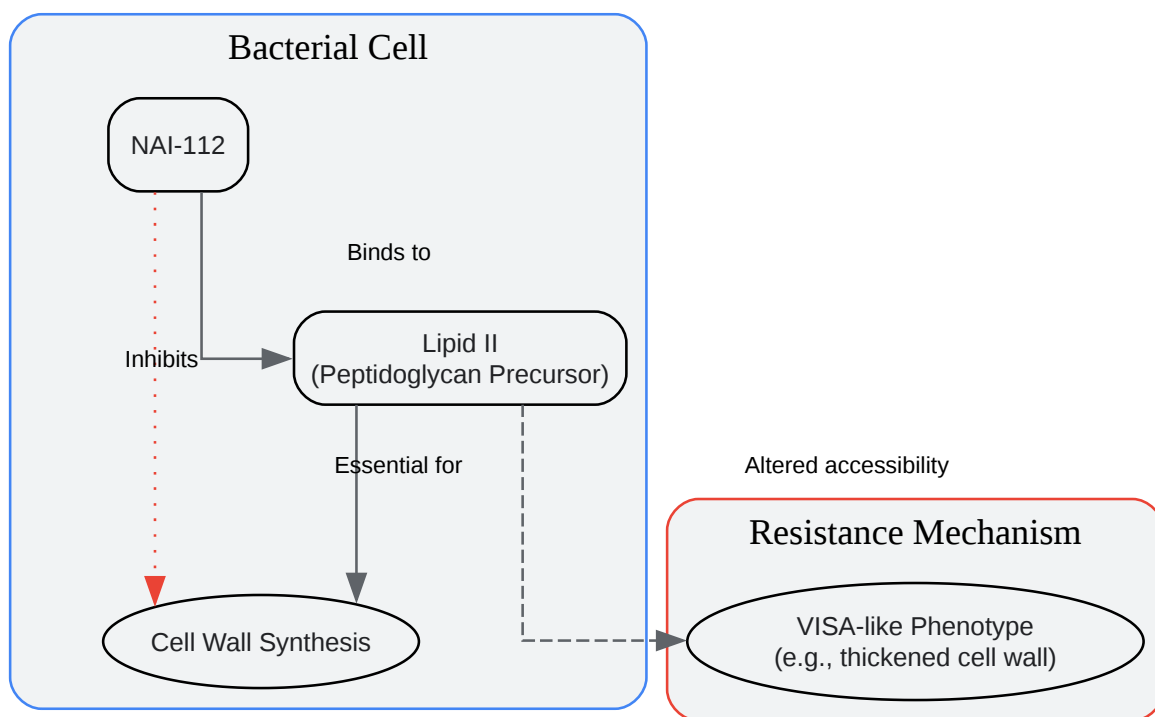 Bacterial Cell
NAI-112
Binds to
Lipid II
(Peptidoglycan Precursor)
Inhibits
Essential for
Altered accessibility
Resistance Mechanism
Cell Wall Synthesis
VISA-like Phenotype
(e.g., thickened cell wall)